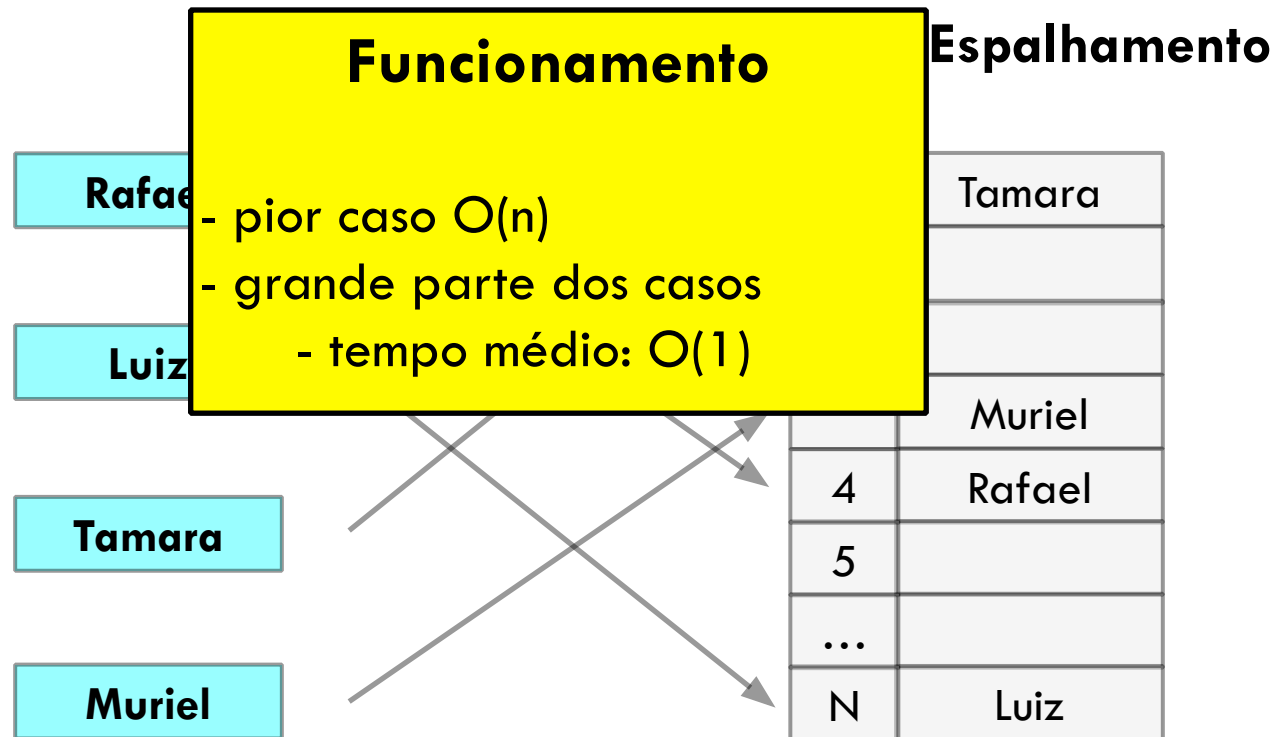 Funcionamento
Espalhamento
- pior caso O(n)
- grande parte dos casos
- tempo médio: O(1)
Rafae
Luiz
Tamara
Muriel
Tamara
Muriel
4 Rafael
5
...
N Luiz